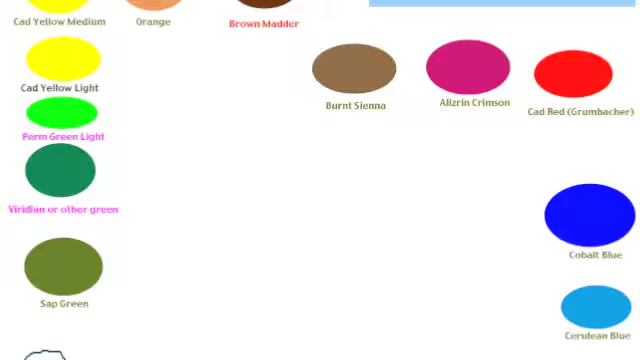 Cad Yellow Medium
Orange
Brown Madder
Cad Yellow Light
Burnt Sienna
Alizrin Crimson
Cad Red (Grumbacher)
Perm Green Light
Viridian or other green
Cobalt Blue
Sap Green
Cerulean Blue